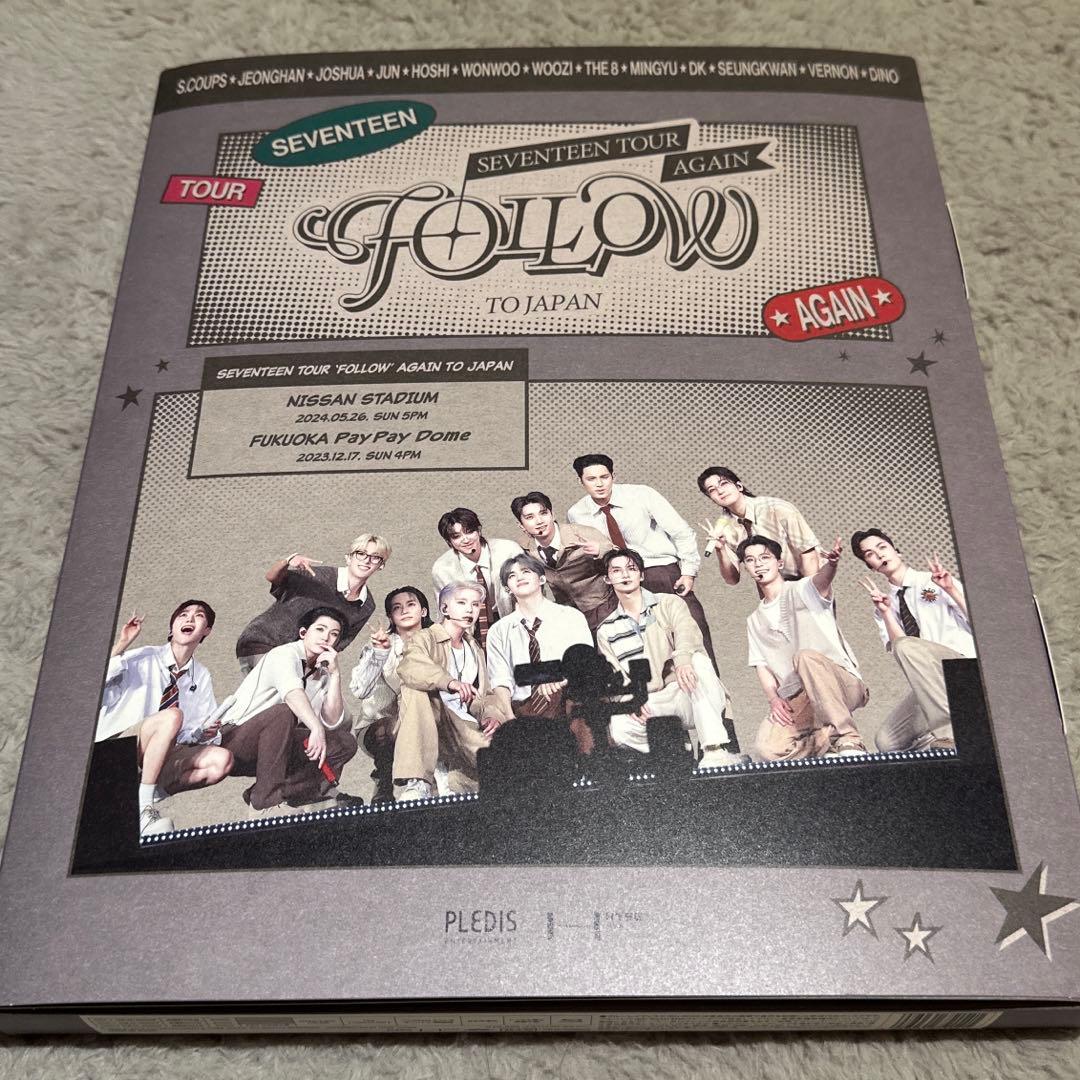 S.COUPS★JEONGHAN★JOSHUA★JUN★HOSHI★WONWOO★WOOZI★THE 8★MINGYU★DK★SEUNGKWAN★VERNON★DINO
SEVENTEEN
TOUR
SEVENTEEN TOUR
AGAIN
FOLLOW
TO JAPAN
★AGAIN★
SEVENTEEN TOUR 'FOLLOW' AGAIN TO JAPAN
NISSAN STADIUM
2024.05.26. SUN 5PM
FUKUOKA PayPay Dome
2023.12.17. SUN 4PM
PLEDIS
ENTERTAINMENT